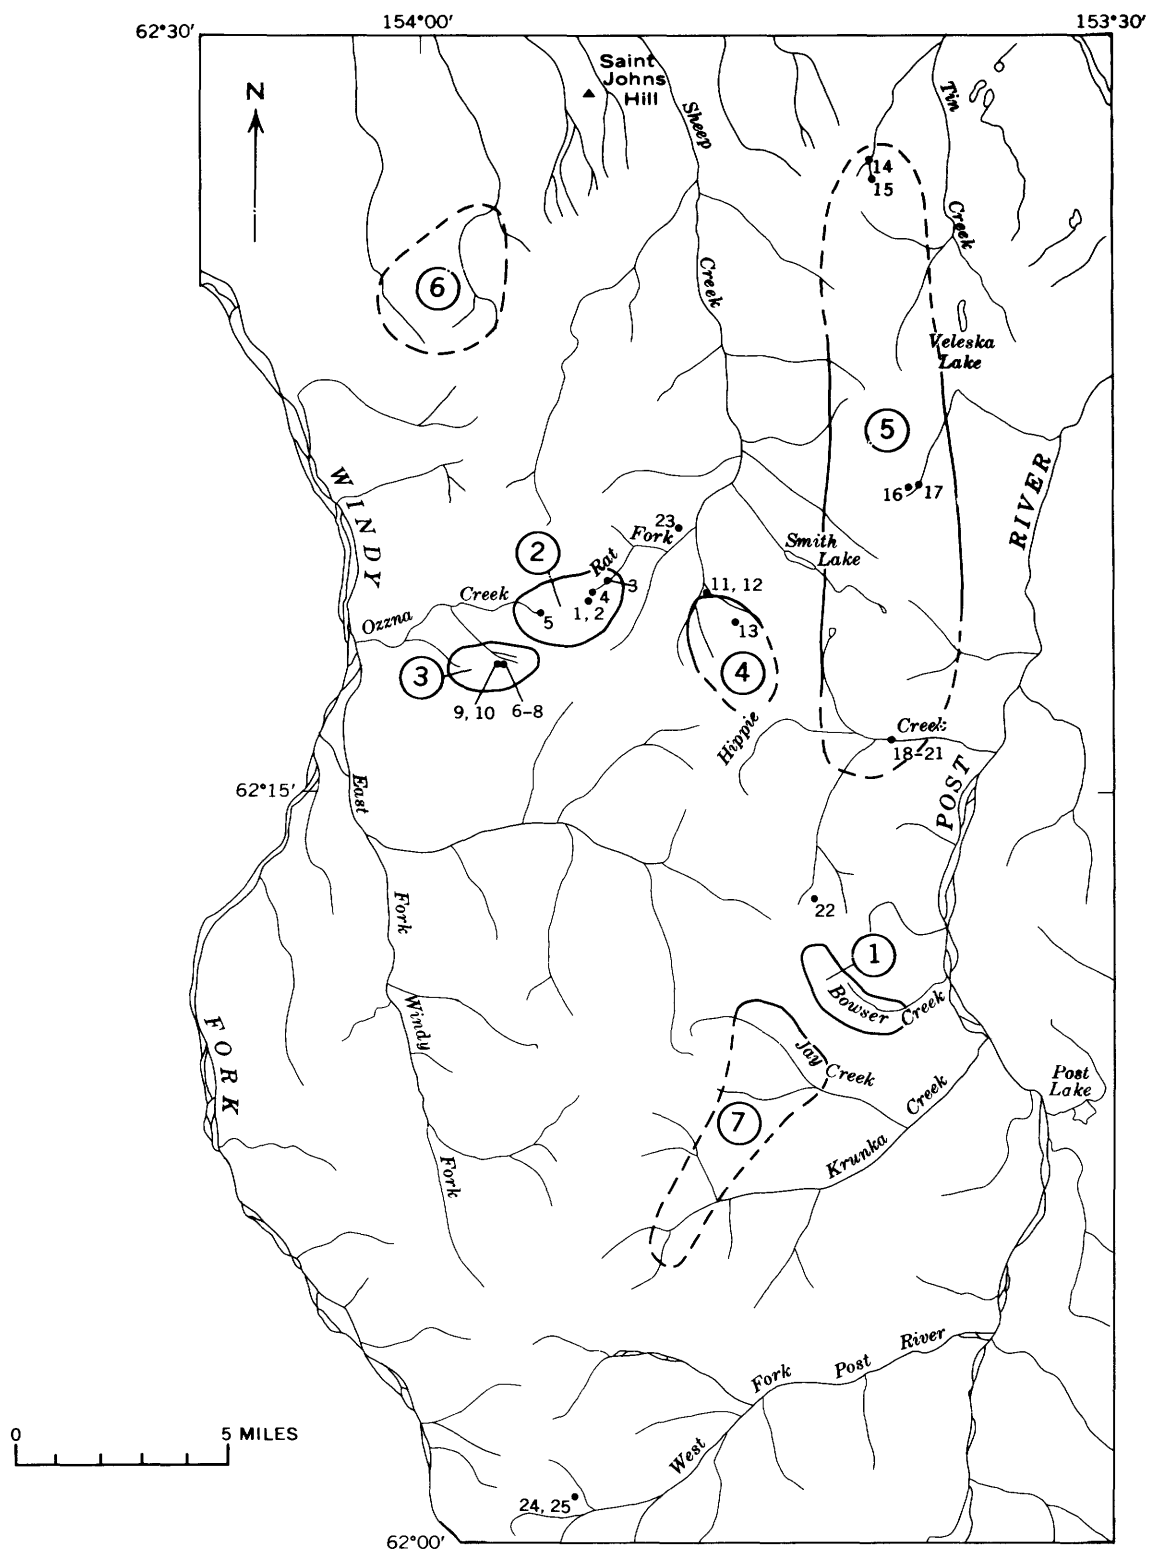 154°00′
153°30′
62°30′
Saint
Johns
Hill
N
Sheep
Tin
14
15
Creek
Creek
6
Veleska
Lake
5
WINDY
16
17
RIVER
23
Fork
2
Smith
Lake
Rat
3
11, 12
Creek
4
1, 2
5
Ozzna
13
3
4
9, 10
6-8
Hippie
Creek
18-21
62°15′
East
POST
Fork
22
1
Bowser
Creek
Windy
FORK
Jay
Creek
Post
Lake
Creek
7
Krunka
Fork
River
Post
Fork
0
5 MILES
West
24, 25
62°00′